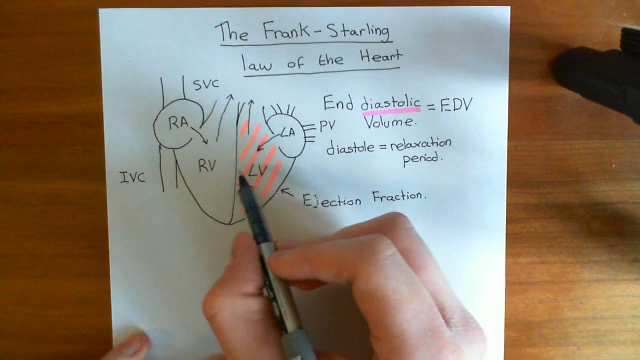 The Frank-Starling
law of the Heart
SVC
RA
LA
PV
RV
LV
IVC
End diastolic = EDV
Volume.
diastole = relaxation
period.
Ejection Fraction.